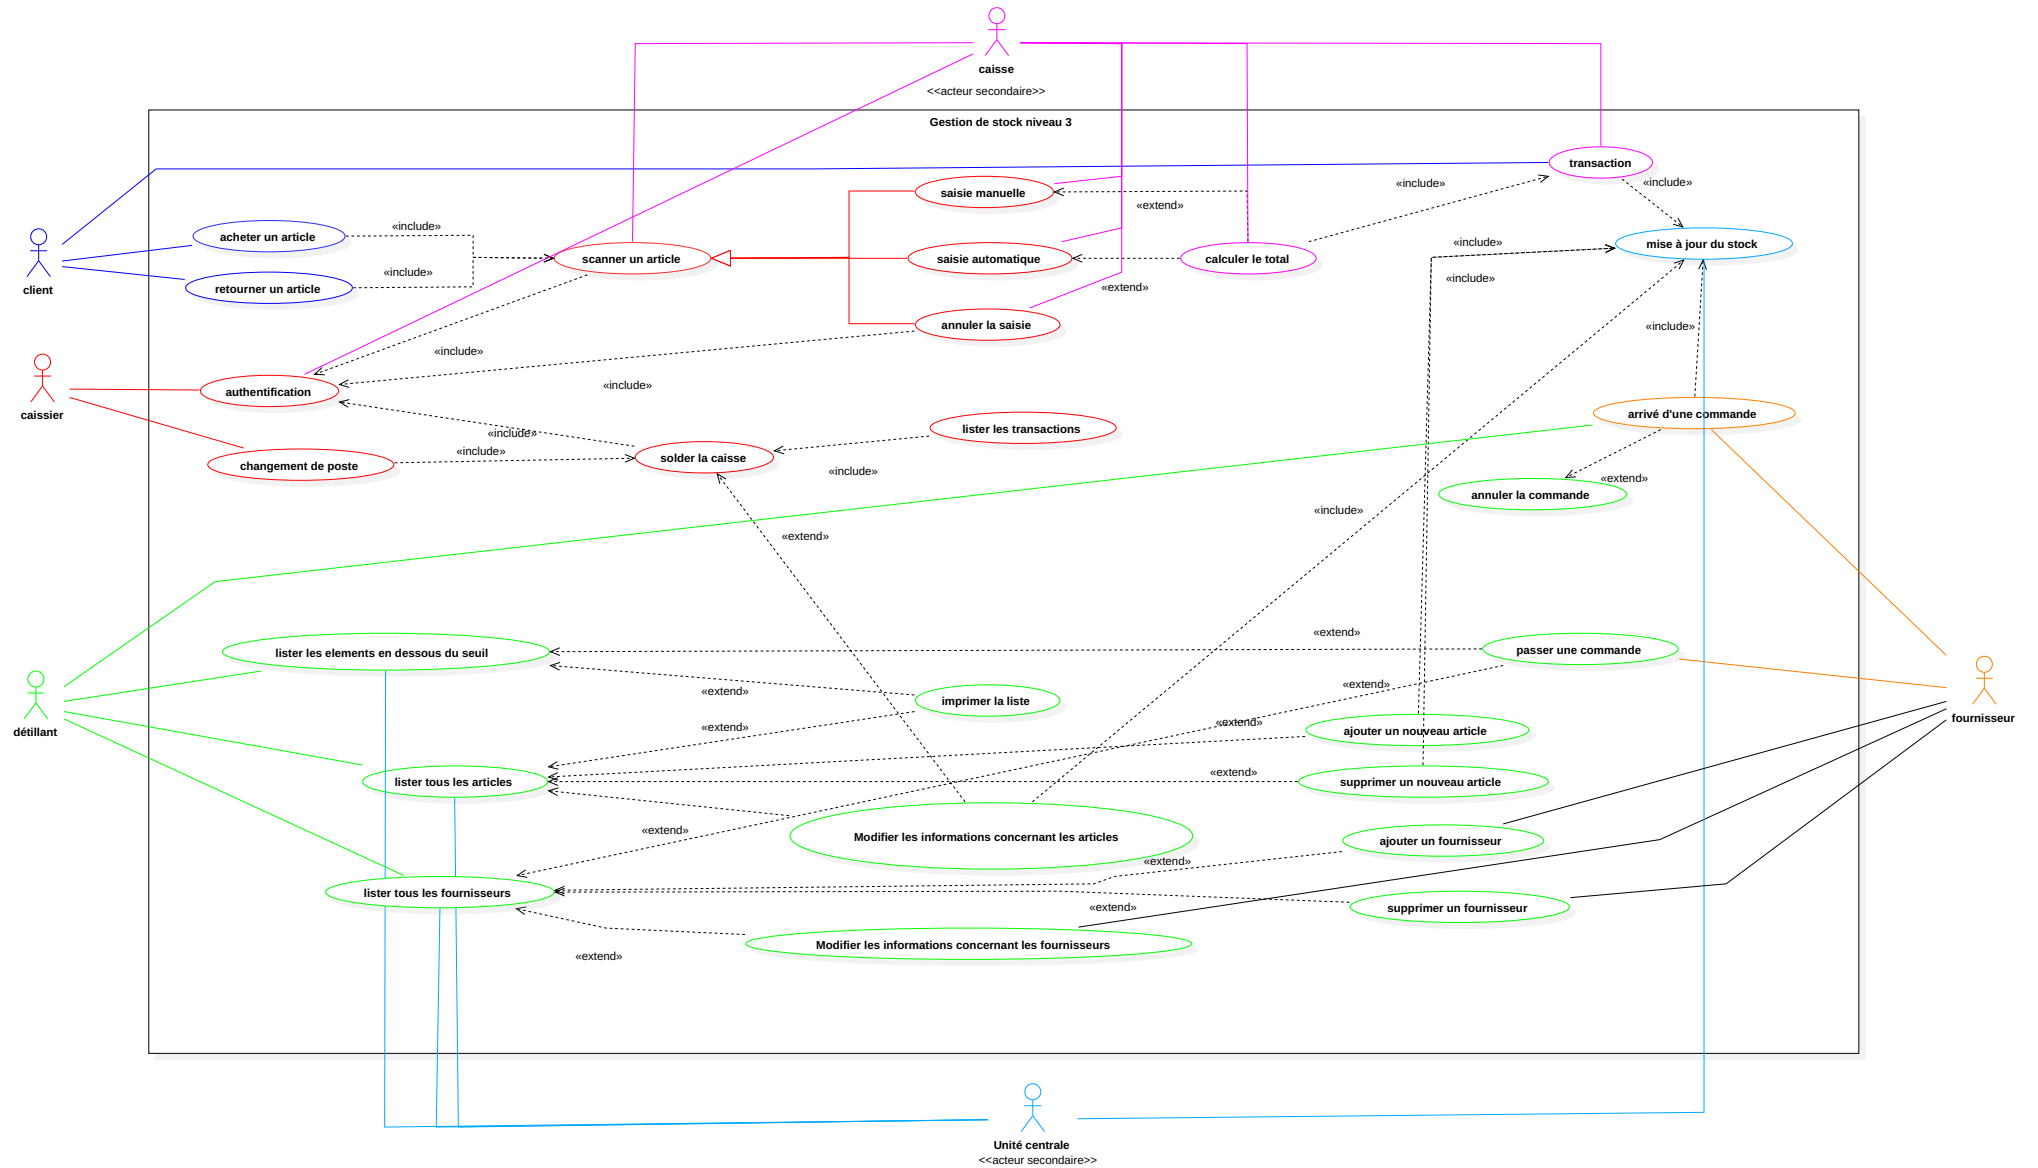 caisse
<<acteur secondaire>>
Gestion de stock niveau 3
transaction
«include»
«include»
saisie manuelle
«extend»
client
acheter un article
«include»
retourner un article
«include»
scanner un article
saisie automatique
calculer le total
«extend»
mise à jour du stock
«include»
«include»
annuler la saisie
«include»
«include»
caissier
authentification
«include»
arrivé d'une commande
lister les transactions
«include»
changement de poste
«include»
solder la caisse
«include»
«extend»
annuler la commande
«include»
«extend»
lister les elements en dessous du seuil
«extend»
passer une commande
«extend»
«extend»
imprimer la liste
détillant
fournisseur
«extend»
«extend»
ajouter un nouveau article
lister tous les articles
«extend»
supprimer un nouveau article
«extend»
Modifier les informations concernant les articles
ajouter un fournisseur
«extend»
lister tous les fournisseurs
«extend»
supprimer un fournisseur
Modifier les informations concernant les fournisseurs
«extend»
Unité centrale
<<acteur secondaire>>